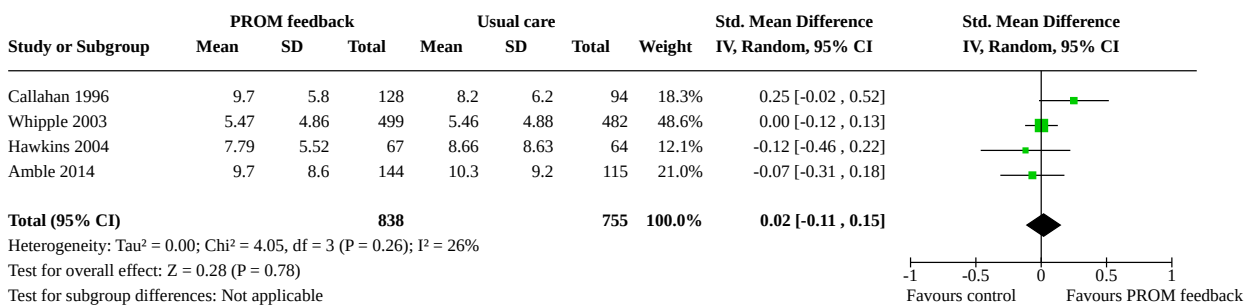 PROM feedback Usual care Std. Mean Difference Std. Mean Difference
Study or Subgroup Mean SD Total Mean SD Total Weight IV, Random, 95% CI IV, Random, 95% CI
Callahan 1996 9.7 5.8 128 8.2 6.2 94 18.3% 0.25 [-0.02 , 0.52]
Whipple 2003 5.47 4.86 499 5.46 4.88 482 48.6% 0.00 [-0.12 , 0.13]
Hawkins 2004 7.79 5.52 67 8.66 8.63 64 12.1% -0.12 [-0.46 , 0.22]
Amble 2014 9.7 8.6 144 10.3 9.2 115 21.0% -0.07 [-0.31 , 0.18]
Total (95% CI) 838 755 100.0% 0.02 [-0.11 , 0.15]
Heterogeneity: Tau² = 0.00; Chi² = 4.05, df = 3 (P = 0.26); I² = 26%
Test for overall effect: Z = 0.28 (P = 0.78)
Test for subgroup differences: Not applicable
-1 -0.5 0 0.5 1
Favours control Favours PROM feedback